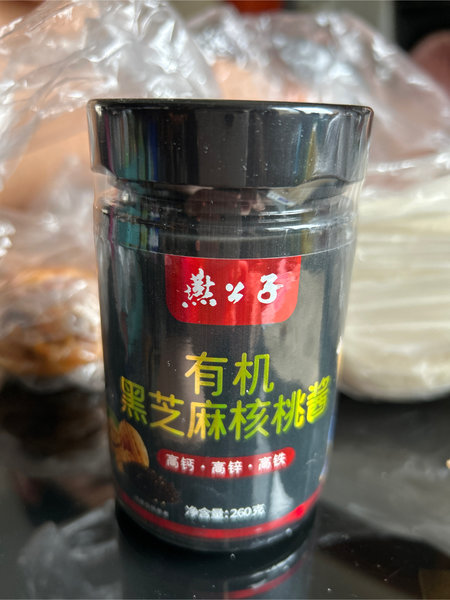 燕公子
有机
黑芝麻核桃酱
高钙·高锌·高铁
净含量:260克